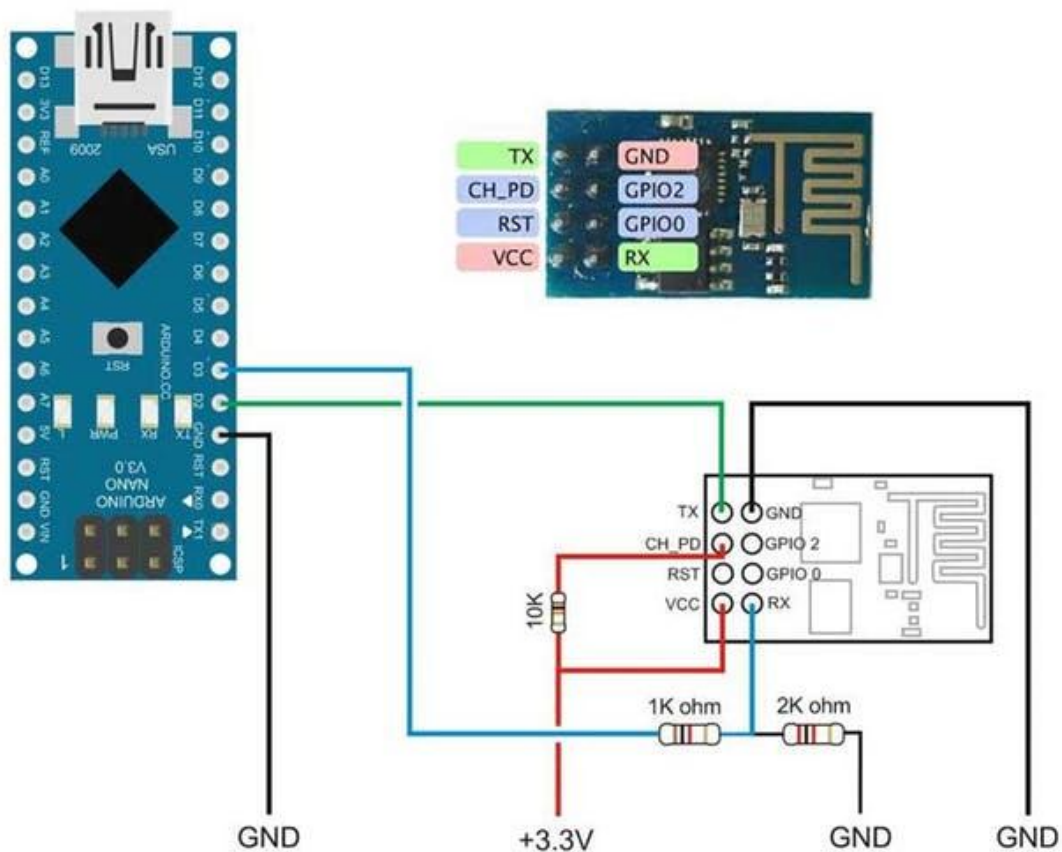 D13
3V3
REF
A0
A1
A2
A3
A4
A5
A6
A7
5V
RST
GND
VIN
2009
USA
D12
D11
D10
D9
D6
D7
D6
D5
D4
D3
D2
GND
RST
RX0
TX1
RST
ARDUINO.CC
L
PWR
RX
TX
ARDUINO
NANO
V3.0
1
ICSP
TX
GND
CH_PD
GPIO2
RST
GPIO0
VCC
RX
TX
GND
CH_PD
GPIO 2
RST
GPIO 0
VCC
RX
10K
1K ohm
2K ohm
GND
+3.3V
GND
GND